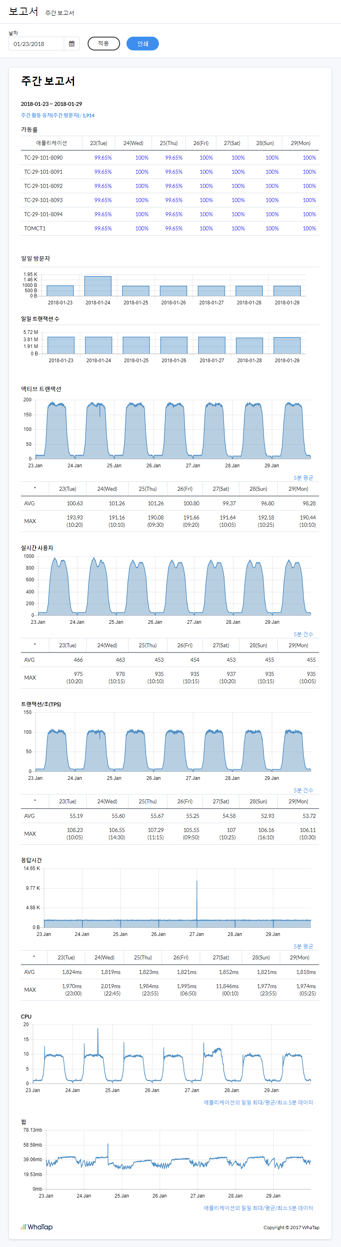 보고서 주간 보고서
날짜
01/23/2018 적용 인쇄
주간 보고서
2018-01-23 ~ 2018-01-29
주간 활동 유저(주간 방문자) : 1,914
가동률
애플리케이션 23(Tue) 24(Wed) 25(Thu) 26(Fri) 27(Sat) 28(Sun) 29(Mon)
TC-29-101-8090 99.65% 100% 99.65% 100% 100% 100% 100%
TC-29-101-8091 99.65% 100% 99.65% 100% 100% 100% 100%
TC-29-101-8092 99.65% 100% 99.65% 100% 100% 100% 100%
TC-29-101-8093 99.65% 100% 99.65% 100% 100% 100% 100%
TC-29-101-8094 99.65% 100% 99.65% 100% 100% 100% 100%
TOMCT1 99.65% 100% 99.65% 100% 100% 100% 100%
일일 방문자
1.95 K
1.46 K
1000 B
500 B
0 B
2018-01-23 2018-01-24 2018-01-25 2018-01-26 2018-01-27 2018-01-28 2018-01-29
일일 트랜잭션 수
5.72 M
3.81 M
1.91 M
0 B
2018-01-23 2018-01-24 2018-01-25 2018-01-26 2018-01-27 2018-01-28 2018-01-29
액티브 트랜잭션
200
150
100
50
0
23.Jan 24.Jan 25.Jan 26.Jan 27.Jan 28.Jan 29.Jan
5분 평균
* 23(Tue) 24(Wed) 25(Thu) 26(Fri) 27(Sat) 28(Sun) 29(Mon)
AVG 100.63 101.26 101.26 100.80 99.37 96.80 98.28
MAX 193.93 191.16 190.08 191.66 191.64 192.18 190.44
(10:20) (10:10) (09:30) (09:20) (10:05) (10:25) (10:10)
실시간 사용자
1000
800
600
400
200
0
23.Jan 24.Jan 25.Jan 26.Jan 27.Jan 28.Jan 29.Jan
5분 건수
* 23(Tue) 24(Wed) 25(Thu) 26(Fri) 27(Sat) 28(Sun) 29(Mon)
AVG 466 463 453 454 453 455 455
MAX 975 978 935 935 937 935 935
(10:20) (10:15) (10:10) (10:15) (10:20) (10:15) (10:05)
트랜잭션/초(TPS)
150
100
50
0
23.Jan 24.Jan 25.Jan 26.Jan 27.Jan 28.Jan 29.Jan
5분 건수
* 23(Tue) 24(Wed) 25(Thu) 26(Fri) 27(Sat) 28(Sun) 29(Mon)
AVG 55.19 55.60 55.67 55.25 54.58 52.93 53.72
MAX 108.23 106.55 107.29 105.55 107 106.16 106.11
(10:05) (14:30) (11:15) (09:50) (10:25) (16:10) (10:30)
응답시간
14.65 K
9.77 K
4.88 K
0 B
23.Jan 24.Jan 25.Jan 26.Jan 27.Jan 28.Jan 29.Jan
5분 평균
* 23(Tue) 24(Wed) 25(Thu) 26(Fri) 27(Sat) 28(Sun) 29(Mon)
AVG 1,824ms 1,819ms 1,823ms 1,821ms 1,852ms 1,821ms 1,818ms
MAX 1,970ms 2,019ms 1,984ms 1,995ms 11,846ms 1,977ms 1,974ms
(23:00) (22:45) (23:55) (06:50) (00:10) (23:55) (05:25)
CPU
20
15
10
5
0
23.Jan 24.Jan 25.Jan 26.Jan 27.Jan 28.Jan 29.Jan
애플리케이션의 일일 최대/평균/최소 5분 데이터
힙
78.13mb
58.59mb
39.06mb
19.53mb
0mb
23.Jan 24.Jan 25.Jan 26.Jan 27.Jan 28.Jan 29.Jan
애플리케이션의 일일 최대/평균/최소 5분 데이터
WhaTap Copyright © 2017 WhaTap